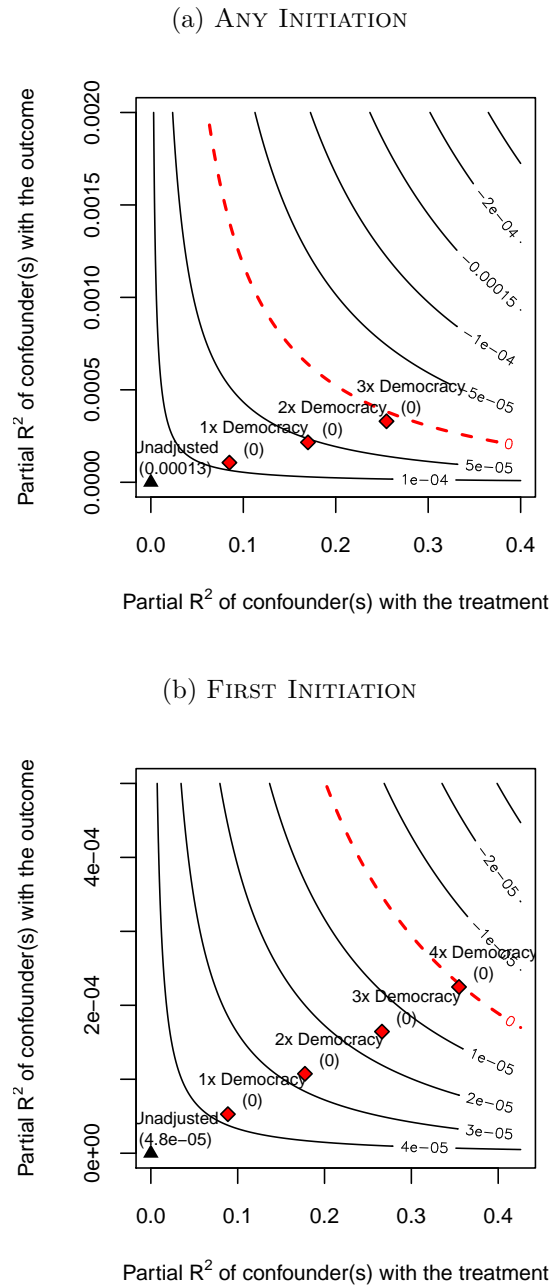 (a) ANY INITIATION
Partial R² of confounder(s) with the outcome
0.0020
0.0015
0.0010
0.0005
0.0000
-2e-04
-0.00015
-1e-04
-5e-05
0
5e-05
1e-04
3x Democracy
(0)
2x Democracy
(0)
1x Democracy
(0)
Unadjusted
(0.00013)
0.0 0.1 0.2 0.3 0.4
Partial R² of confounder(s) with the treatment
(b) FIRST INITIATION
Partial R² of confounder(s) with the outcome
4e-04
2e-04
0e+00
-2e-05
-1e-05
0
1e-05
2e-05
3e-05
4e-05
4x Democracy
(0)
3x Democracy
(0)
2x Democracy
(0)
1x Democracy
(0)
Unadjusted
(4.8e-05)
0.0 0.1 0.2 0.3 0.4
Partial R² of confounder(s) with the treatment